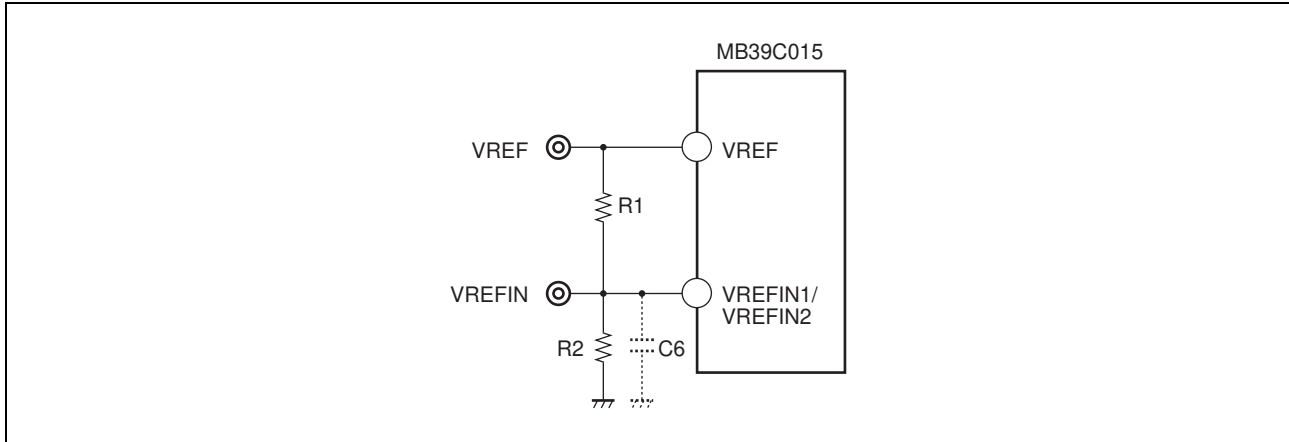 MB39C015
VREF
VREF
R1
VREFIN
VREFIN1/
VREFIN2
R2
C6